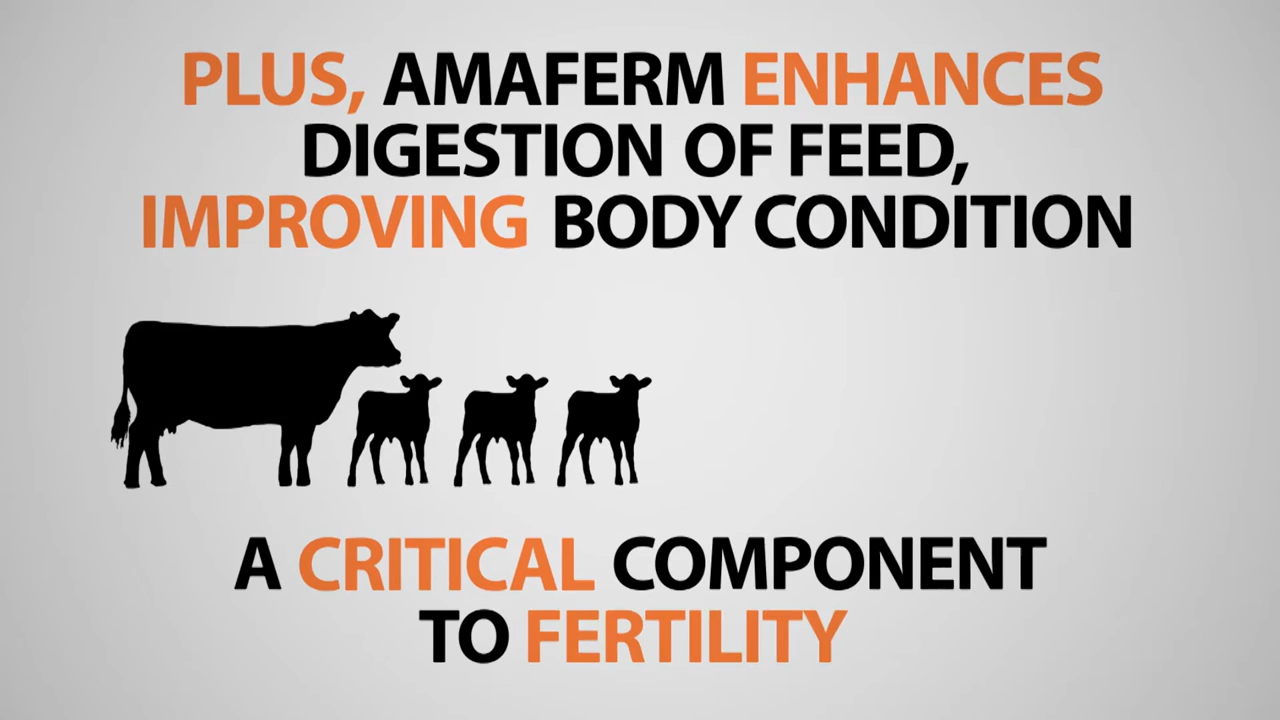 PLUS, AMAFERM ENHANCES
DIGESTION OF FEED,
IMPROVING BODY CONDITION
A CRITICAL COMPONENT
TO FERTILITY